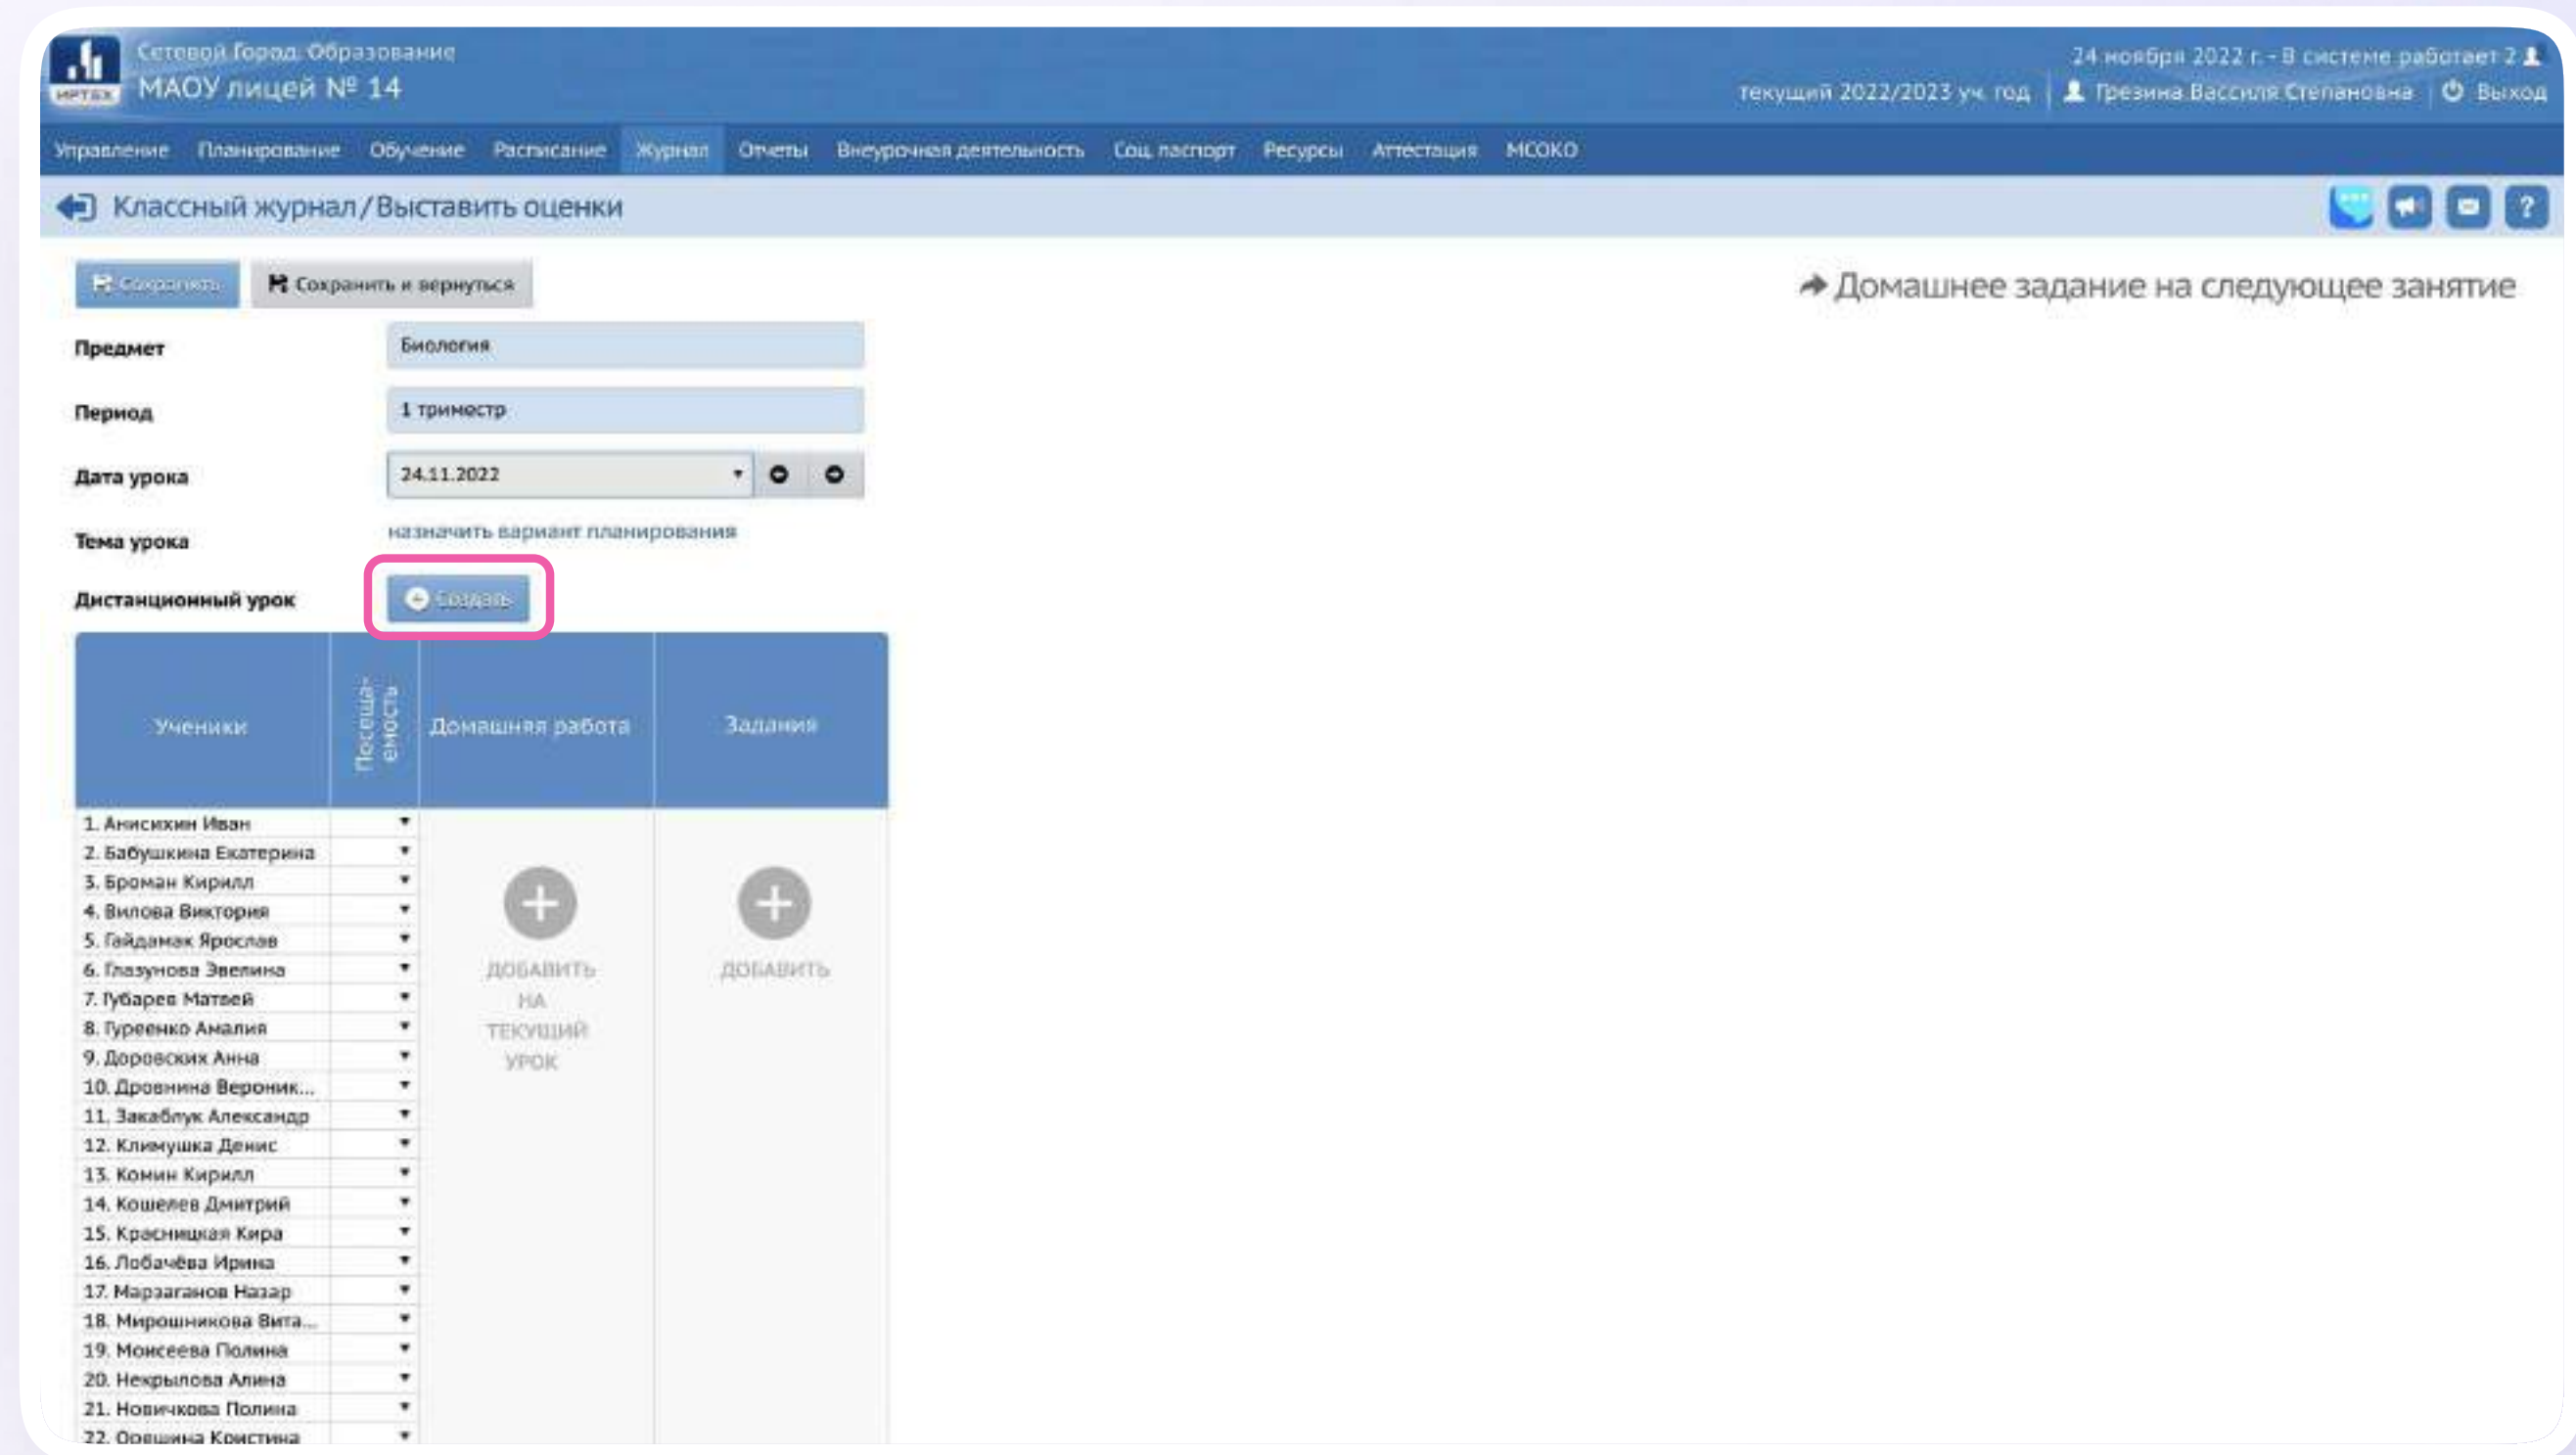 Сетевой Город. Образование
МАОУ лицей № 14
ИРТЕХ
24 ноября 2022 г. - В системе работает 2
текущий 2022/2023 уч. год
Грезина Вассиля Степановна
Выход
Управление Планирование Обучение Расписание Журнал Отчеты Внеурочная деятельность Соц. паспорт Ресурсы Аттестация МСОКО
Классный журнал/Выставить оценки
?
Сохранить
Сохранить и вернуться
Домашнее задание на следующее занятие
Предмет Биология
Период 1 триместр
Дата урока 24.11.2022
Тема урока назначить вариант планирования
Дистанционный урок Создать
Ученики
Посеща-
емость
Домашняя работа
Задания
1. Анисихин Иван
2. Бабушкина Екатерина
3. Броман Кирилл
4. Вилова Виктория
5. Гайдамак Ярослав
6. Глазунова Эвелина
7. Губарев Матвей
8. Гуреенко Амалия
9. Доровских Анна
10. Дровнина Вероник...
11. Закаблук Александр
12. Климушка Денис
13. Комин Кирилл
14. Кошелев Дмитрий
15. Красницкая Кира
16. Лобачёва Ирина
17. Марзаганов Назар
18. Мирошникова Вита...
19. Моисеева Полина
20. Некрылова Алина
21. Новичкова Полина
22. Орешина Кристина
ДОБАВИТЬ
НА
ТЕКУЩИЙ
УРОК
ДОБАВИТЬ